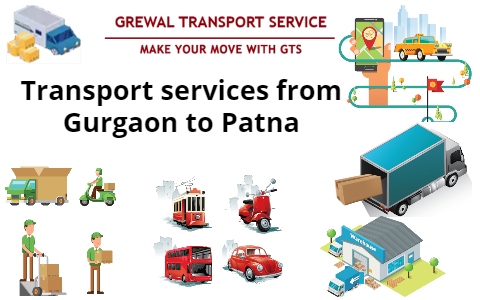 GREWAL TRANSPORT SERVICE
MAKE YOUR MOVE WITH GTS
Transport services from
Gurgaon to Patna
Warehouse